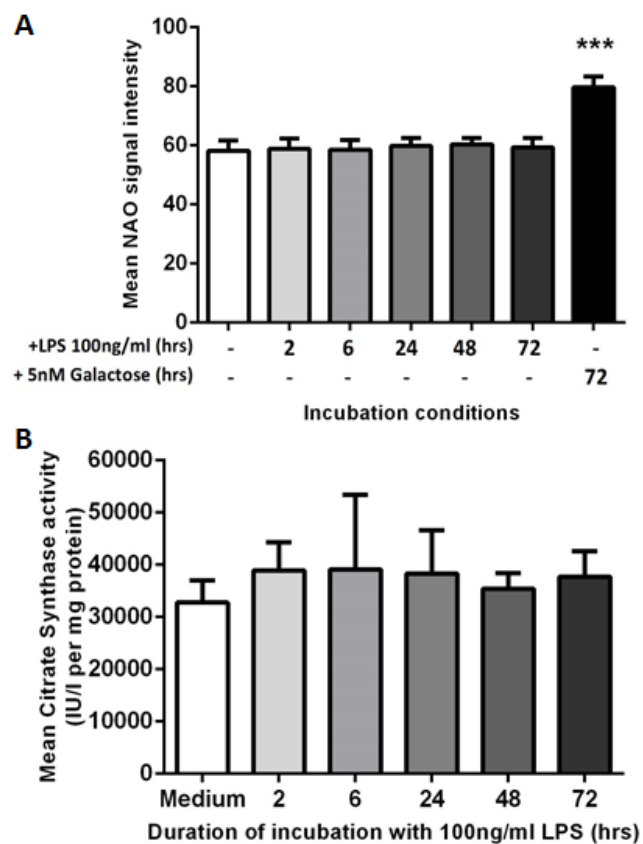 A
Mean NAO signal intensity
100
80
60
40
20
0
***
+LPS 100ng/ml (hrs) - 2 6 24 48 72 -
+ 5nM Galactose (hrs) - - - - - - 72
Incubation conditions
B
Mean Citrate Synthase activity
(IU/l per mg protein)
60000
50000
40000
30000
20000
10000
0
Medium 2 6 24 48 72
Duration of incubation with 100ng/ml LPS (hrs)